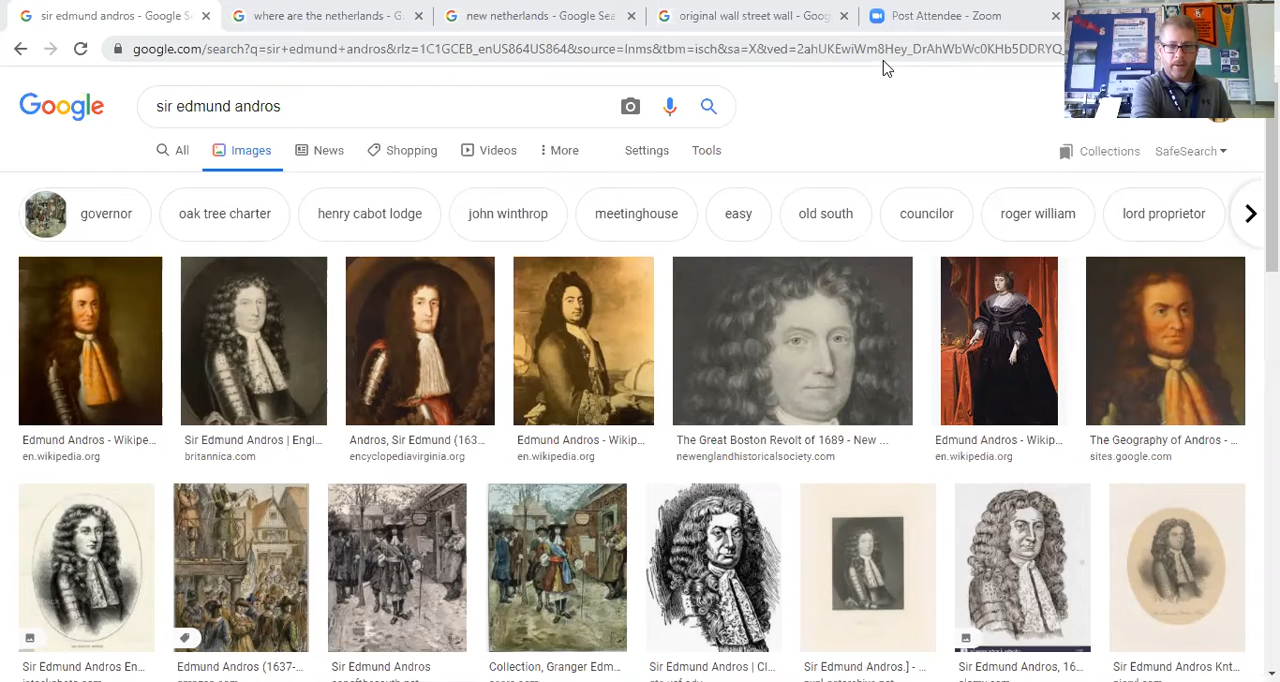 sir edmund andros - Google S
where are the netherlands - G
new netherlands - Google Sea
original wall street wall - Goog
Post Attendee - Zoom
google.com/search?q=sir+edmund+andros&rlz=1C1GCEB_enUS864US864&source=lnms&tbm=isch&sa=X&ved=2ahUKEwiWm8Hey_DrAhWbWc0KHb5DDRYQ_
Google
sir edmund andros
All
Images
News
Shopping
Videos
More
Settings
Tools
Collections
SafeSearch
governor
oak tree charter
henry cabot lodge
john winthrop
meetinghouse
easy
old south
councilor
roger william
lord proprietor
Edmund Andros - Wikipe...
en.wikipedia.org
Sir Edmund Andros | Engl...
britannica.com
Andros, Sir Edmund (163...
encyclopediavirginia.org
Edmund Andros - Wikip...
en.wikipedia.org
The Great Boston Revolt of 1689 - New ...
newenglandhistoricalsociety.com
Edmund Andros - Wikip...
en.wikipedia.org
The Geography of Andros - ...
sites.google.com
Sir Edmund Andros En...
Edmund Andros (1637-...
Sir Edmund Andros
Collection, Granger Edm...
Sir Edmund Andros | Cl...
Sir Edmund Andros.] - ...
Sir Edmund Andros, 16...
Sir Edmund Andros Knt...